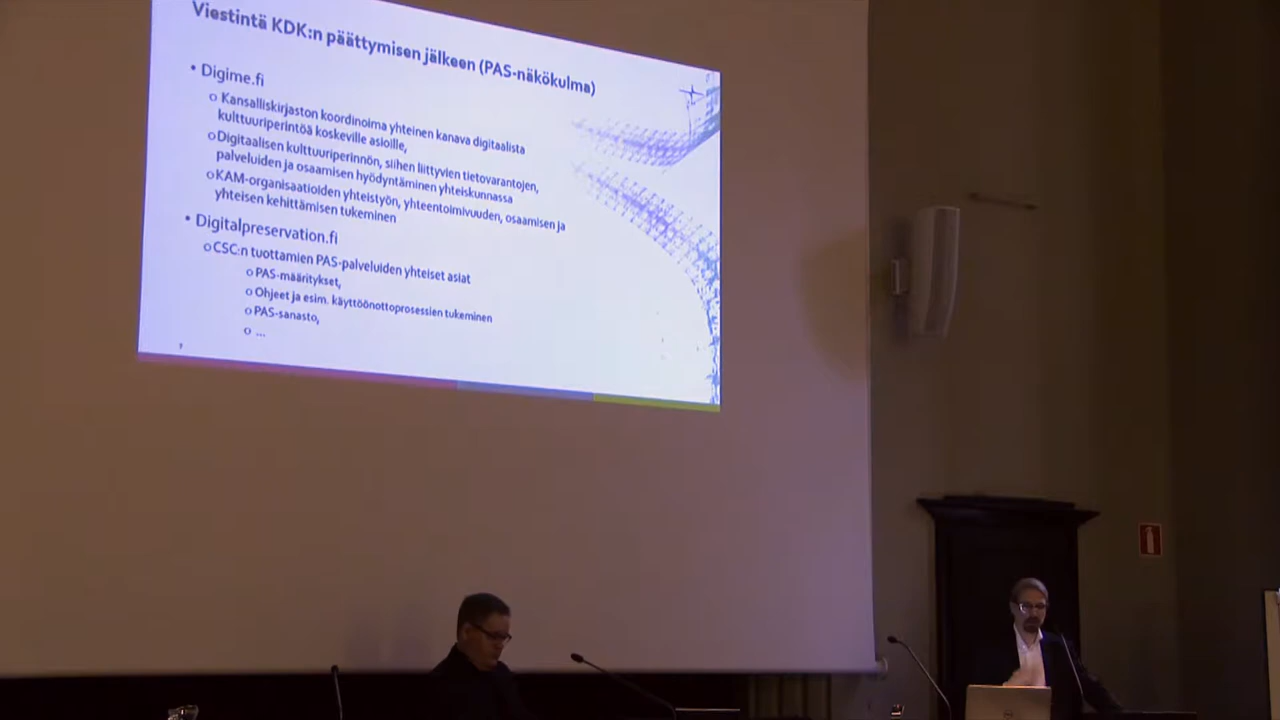 Viestintä KDK:n päättymisen jälkeen (PAS-näkökulma)
• Digime.fi
o Kansalliskirjaston koordinoima yhteinen kanava digitaalista
kulttuuriperintöä koskeville asioille,
o Digitaalisen kulttuuriperinnön, siihen liittyvien tietovarantojen,
palveluiden ja osaamisen hyödyntäminen yhteiskunnassa
o KAM-organisaatioiden yhteistyön, yhteentoimivuuden, osaamisen ja
yhteisen kehittämisen tukeminen
• Digitalpreservation.fi
o CSC:n tuottamien PAS-palveluiden yhteiset asiat
o PAS-määritykset,
o Ohjeet ja esim. käyttöönottoprosessien tukeminen
o PAS-sanasto,
o ...